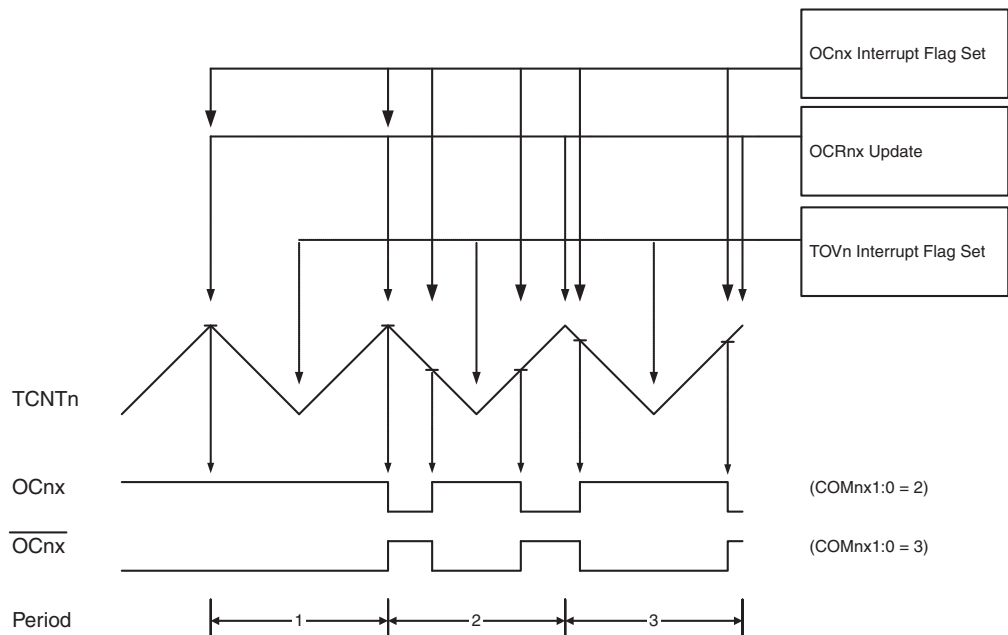 OCnx Interrupt Flag Set
OCRnx Update
TOVn Interrupt Flag Set
TCNTn
OCnx
(COMnx1:0 = 2)
OCnx
(COMnx1:0 = 3)
Period
1
2
3